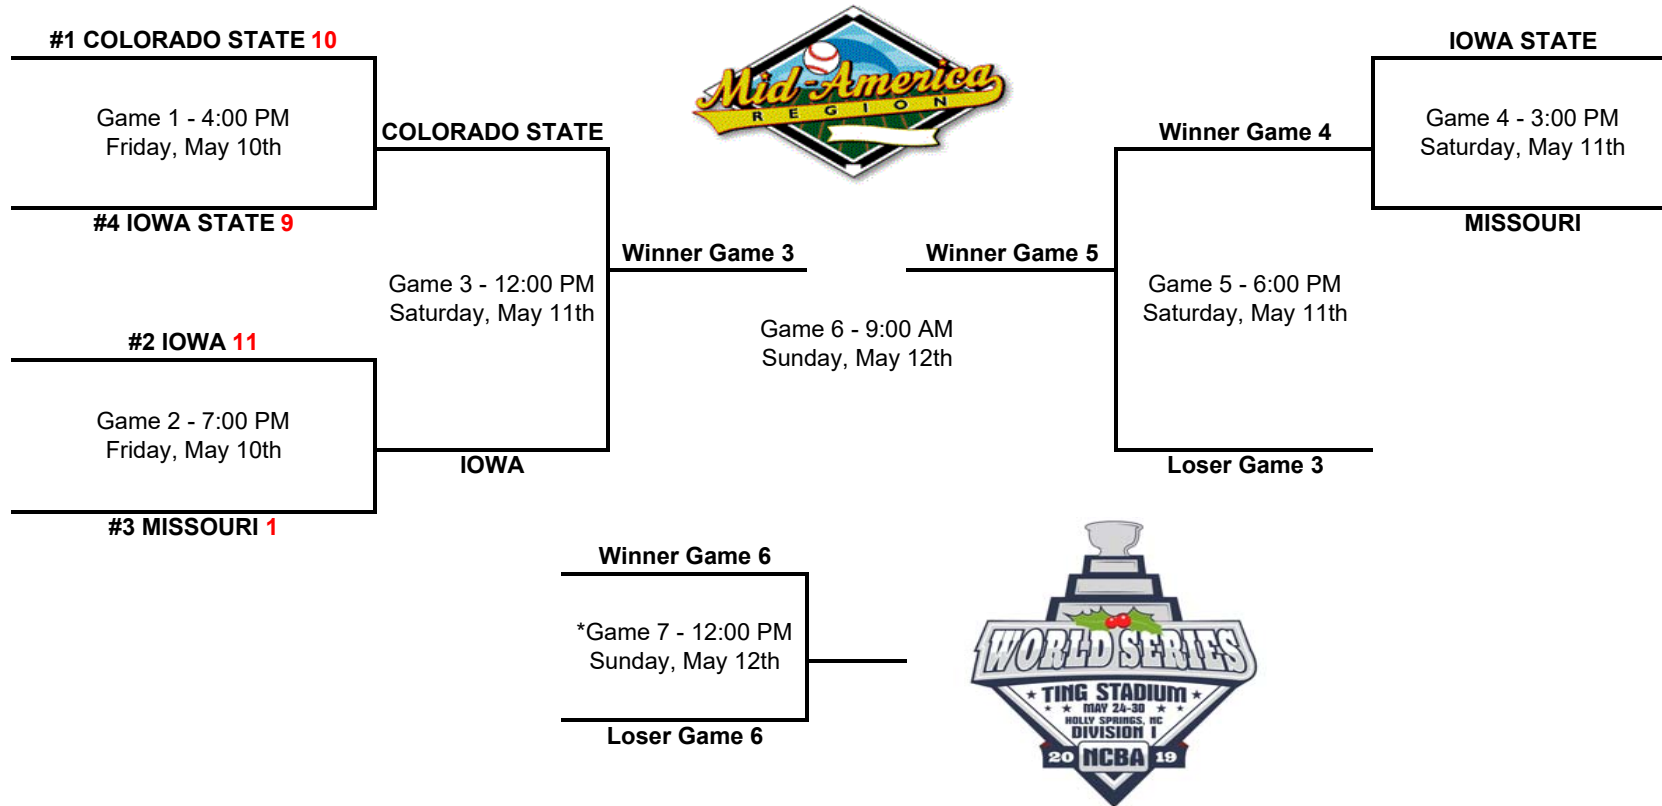 #1 COLORADO STATE 10
Game 1 - 4:00 PM
Friday, May 10th
#4 IOWA STATE 9
COLORADO STATE
Game 3 - 12:00 PM
Saturday, May 11th
#2 IOWA 11
Game 2 - 7:00 PM
Friday, May 10th
#3 MISSOURI 1
IOWA
Winner Game 3
Mid-America
REGION
Winner Game 5
Game 6 - 9:00 AM
Sunday, May 12th
IOWA STATE
Game 4 - 3:00 PM
Saturday, May 11th
MISSOURI
Winner Game 4
Game 5 - 6:00 PM
Saturday, May 11th
Loser Game 3
Winner Game 6
*Game 7 - 12:00 PM
Sunday, May 12th
Loser Game 6
WORLD SERIES
TING STADIUM
MAY 24-30
HOLLY SPRINGS, NC
DIVISION I
20 NCBA 19